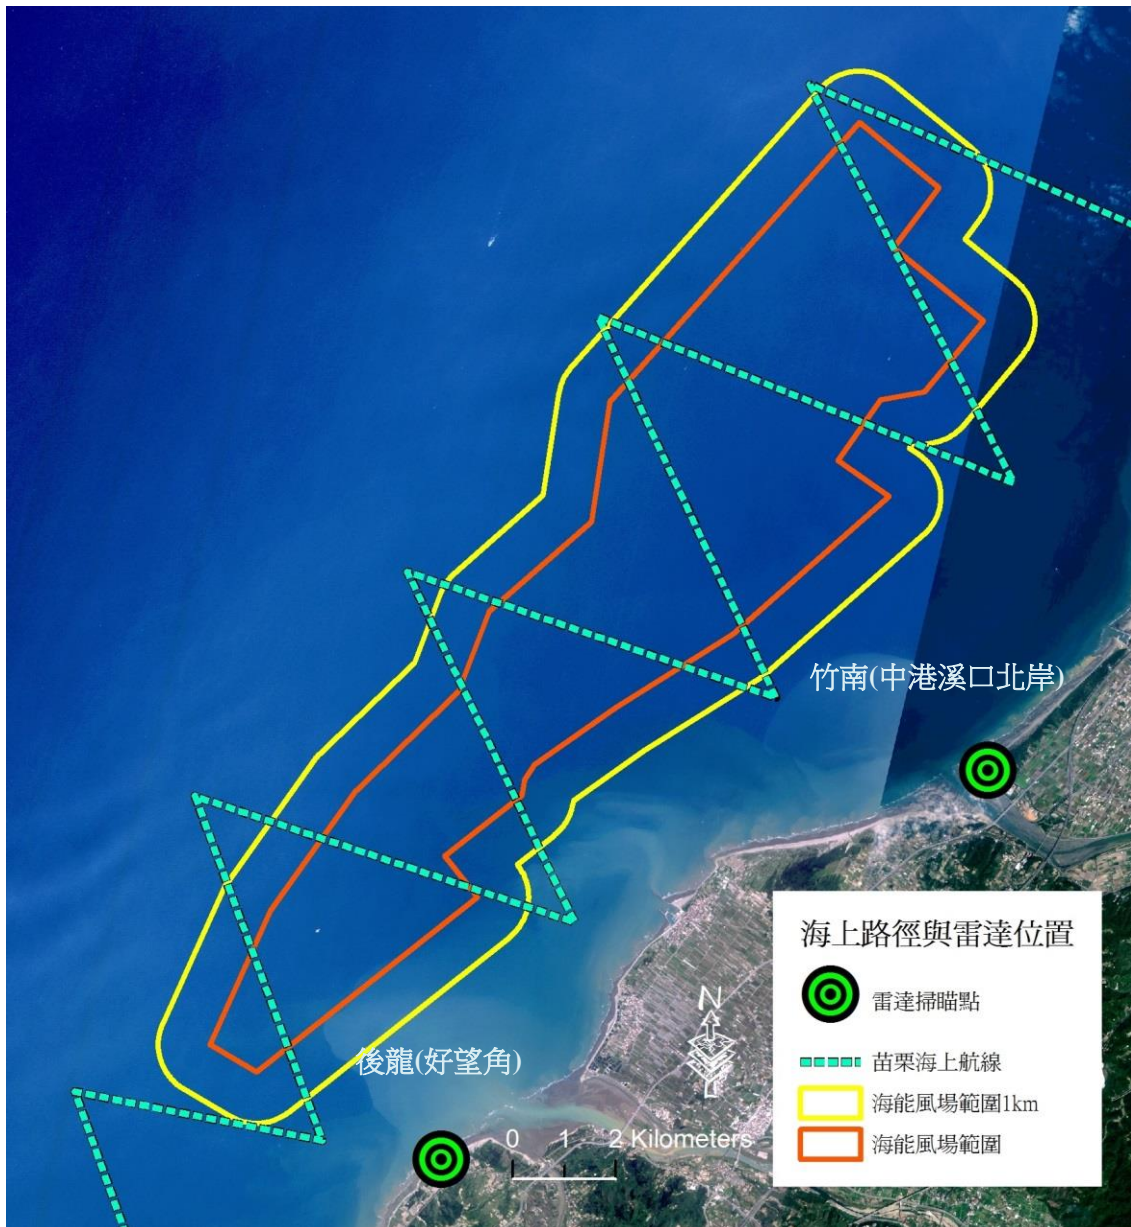 竹南(中港溪口北岸)
海上路徑與雷達位置
雷達掃瞄點
N
苗栗海上航線
後龍(好望角)
海能風場範圍1km
0 1 2 Kilometers
海能風場範圍